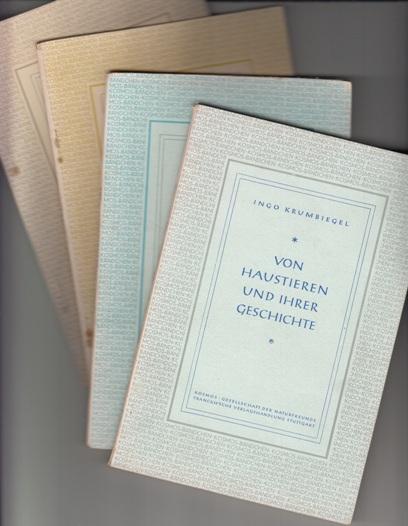 INGO KRUMBIEGEL
*
VON
HAUSTIEREN
UND IHRER
GESCHICHTE
*
KOSMOS · GESELLSCHAFT DER NATURFREUNDE
FRANCKH'SCHE VERLAGSHANDLUNG STUTTGART